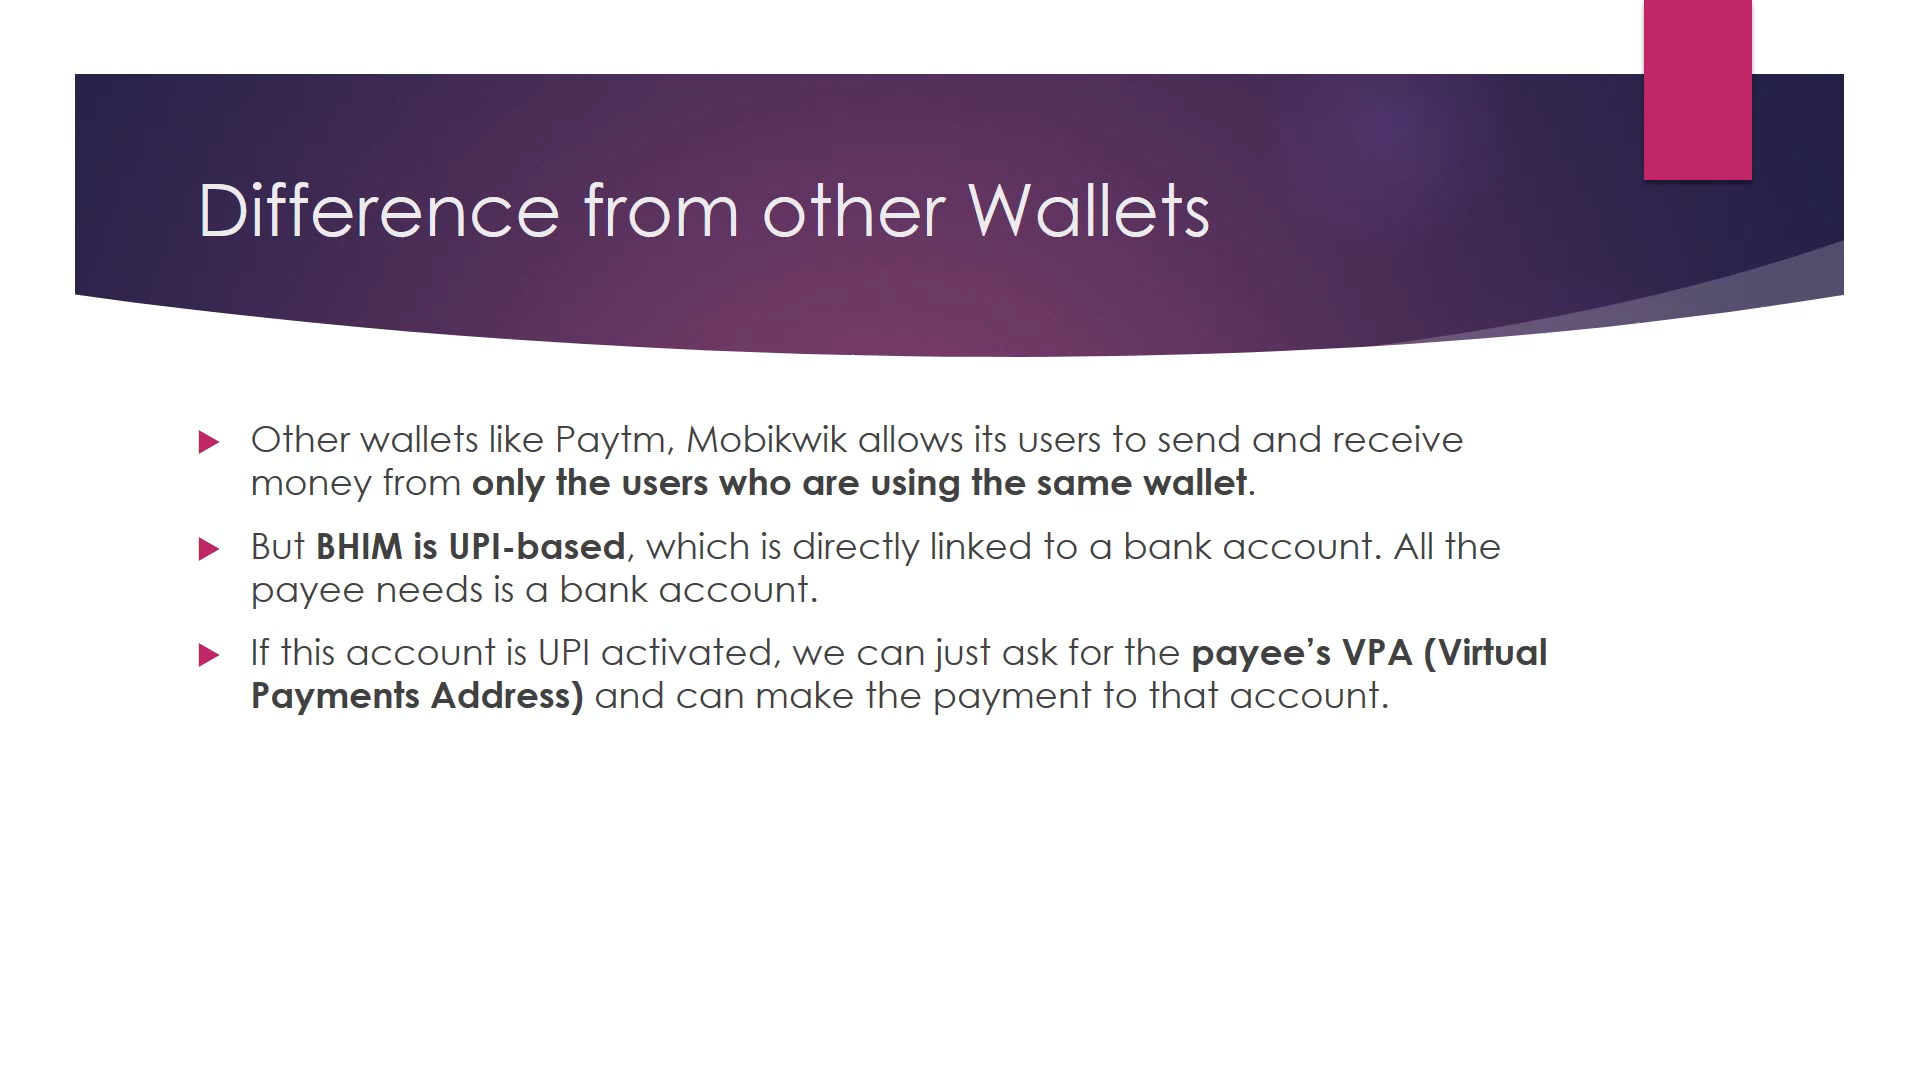 Difference from other Wallets
Other wallets like Paytm, Mobikwik allows its users to send and receive
money from only the users who are using the same wallet.
But BHIM is UPI-based, which is directly linked to a bank account. All the
payee needs is a bank account.
If this account is UPI activated, we can just ask for the payee’s VPA (Virtual
Payments Address) and can make the payment to that account.